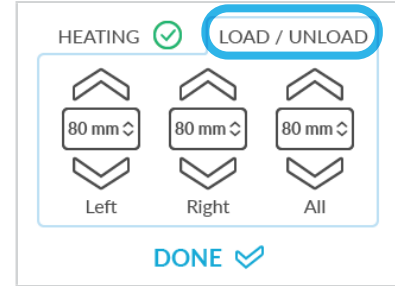 HEATING LOAD / UNLOAD
80 mm 80 mm 80 mm
Left Right All
DONE